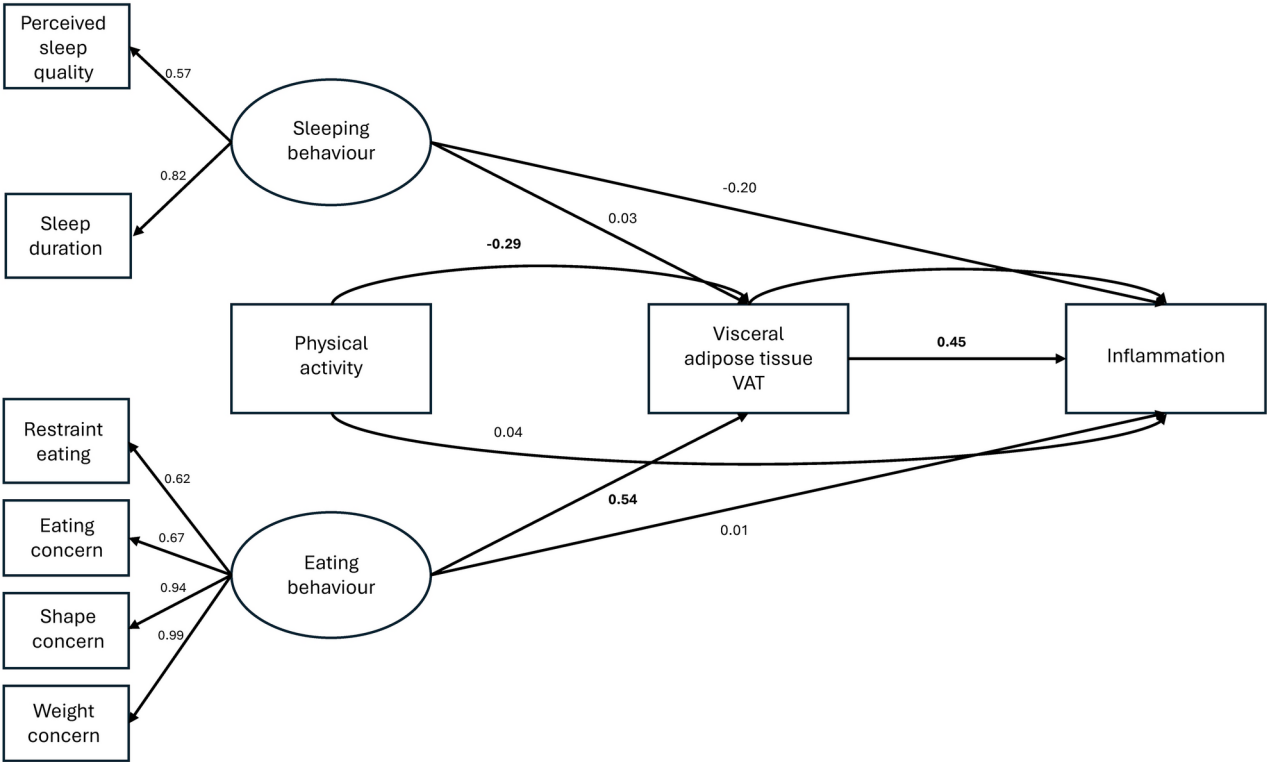 Perceived
sleep
quality
0.57
Sleeping
behaviour
0.82
-0.20
Sleep
duration
0.03
-0.29
Physical
activity
Visceral
adipose tissue
VAT
0.45
Inflammation
Restraint
eating
0.04
0.62
0.54
Eating
concern
0.67
0.01
Eating
behaviour
0.94
Shape
concern
0.99
Weight
concern